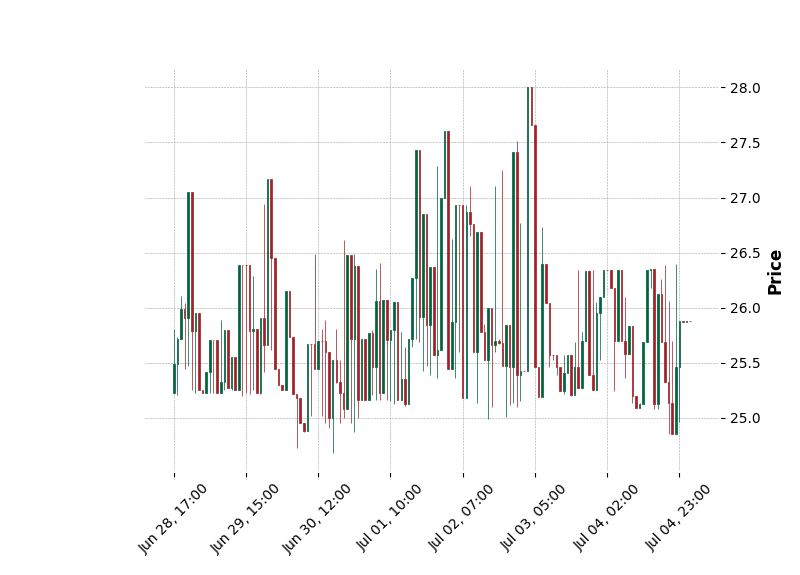 28.0
27.5
27.0
26.5
26.0
25.5
25.0
Price
Jun 28, 17:00
Jun 29, 15:00
Jun 30, 12:00
Jul 01, 10:00
Jul 02, 07:00
Jul 03, 05:00
Jul 04, 02:00
Jul 04, 23:00